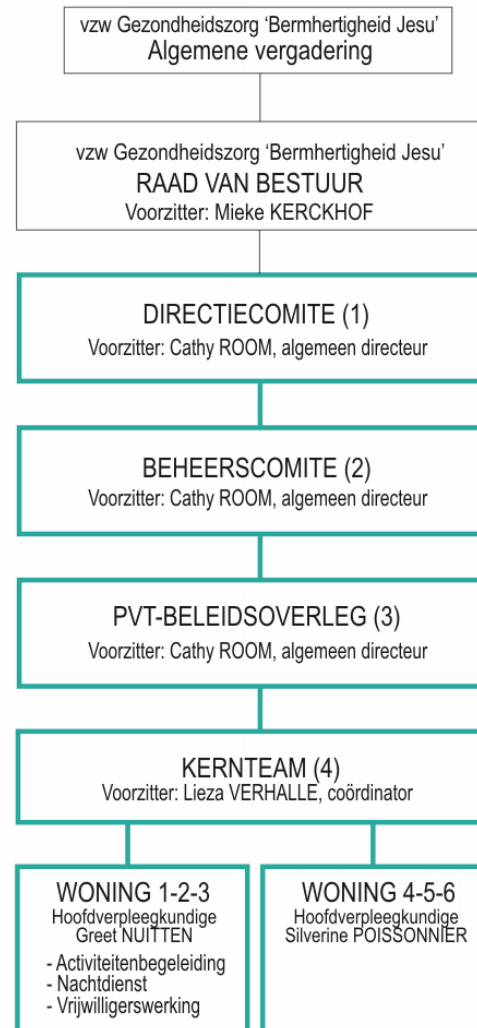 vzw Gezondheidszorg ‘Bermhertigheid Jesu’
Algemene vergadering
vzw Gezondheidszorg ‘Bermhertigheid Jesu’
RAAD VAN BESTUUR
Voorzitter: Mieke KERCKHOF
DIRECTIECOMITE (1)
Voorzitter: Cathy ROOM, algemeen directeur
BEHEERSCOMITE (2)
Voorzitter: Cathy ROOM, algemeen directeur
PVT-BELEIDSOVERLEG (3)
Voorzitter: Cathy ROOM, algemeen directeur
KERNTEAM (4)
Voorzitter: Lieza VERHALLE, coördinator
WONING 1-2-3
Hoofdverpleegkundige
Greet NUITTEN
- Activiteitenbegeleiding
- Nachtdienst
- Vrijwilligerswerking
WONING 4-5-6
Hoofdverpleegkundige
Silverine POISSONNIER